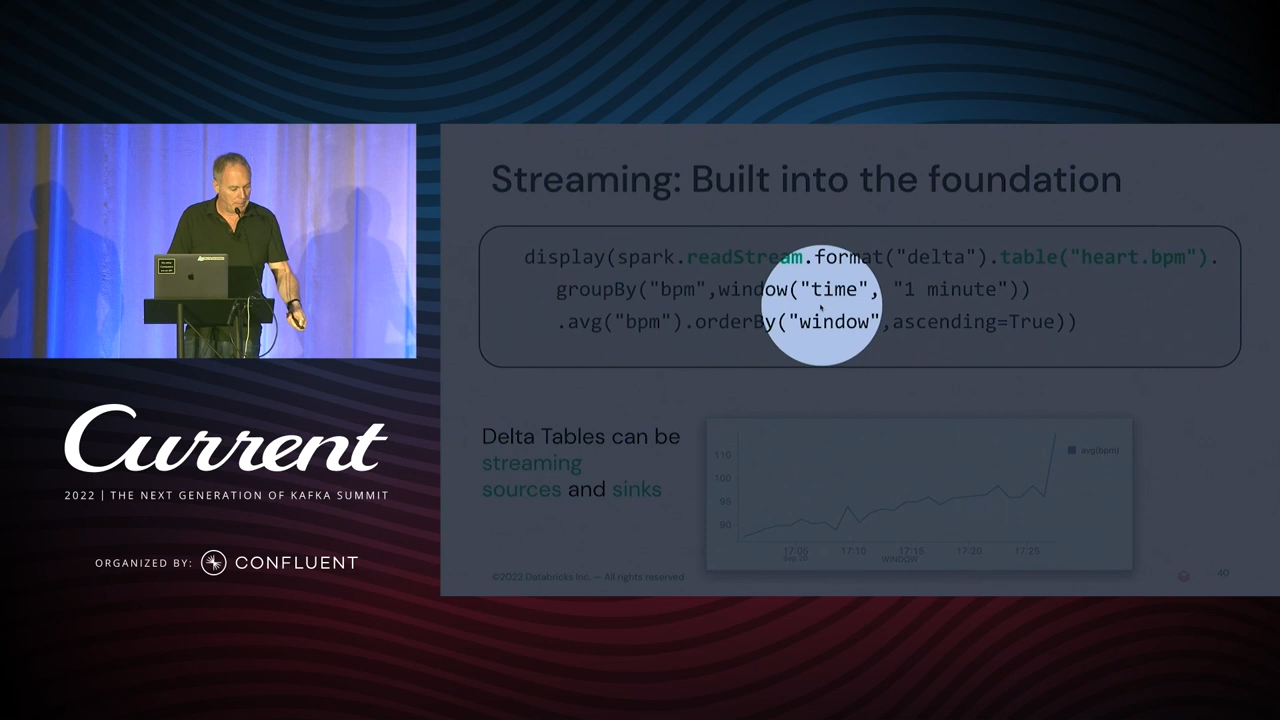 Streaming: Built into the foundation
display(spark.readStream.format("delta").table("heart.bpm").
groupBy("bpm",window("time", "1 minute"))
.avg("bpm").orderBy("window",ascending=True))
Delta Tables can be
streaming
sources and sinks
110
100
95
90
avg(bpm)
17:05
17:10
17:15
17:20
17:25
WINDOW
©2022 Databricks Inc. — All rights reserved
40
Current
2022 | THE NEXT GENERATION OF KAFKA SUMMIT
ORGANIZED BY: CONFLUENT